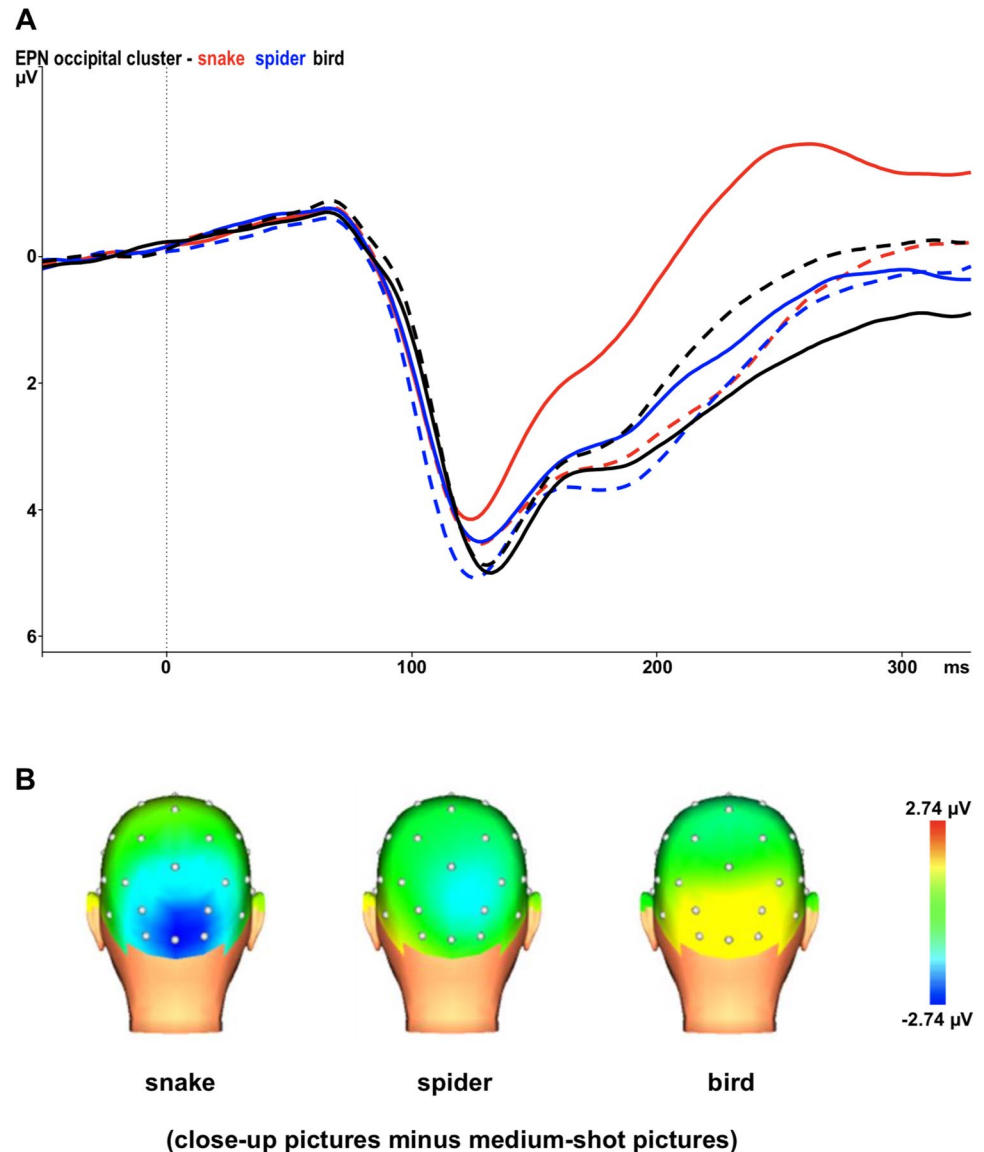 A
EPN occipital cluster - snake spider bird
µV
0
2
4
6
0 100 200 300 ms
B
2.74 µV
-2.74 µV
snake spider bird
(close-up pictures minus medium-shot pictures)